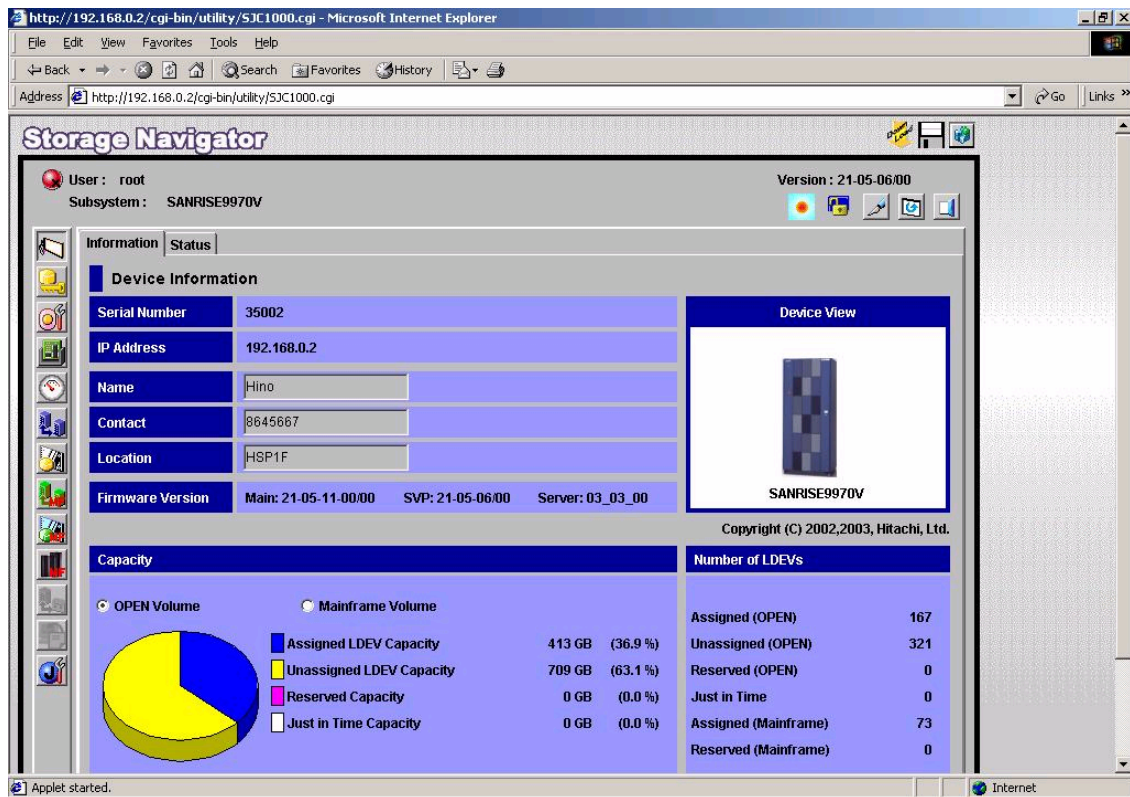 http://192.168.0.2/cgi-bin/utility/SJC1000.cgi - Microsoft Internet Explorer
File Edit View Favorites Tools Help
Back Search Favorites History
Address http://192.168.0.2/cgi-bin/utility/SJC1000.cgi Go Links »
Storage Navigator
User : root Version : 21-05-06/00
Subsystem : SANRISE9970V
Information Status
Device Information
Serial Number 35002 Device View
IP Address 192.168.0.2
Name Hino
Contact 8645667
Location HSP1F
Firmware Version Main: 21-05-11-00/00 SVP: 21-05-06/00 Server: 03_03_00 SANRISE9970V
Copyright (C) 2002,2003, Hitachi, Ltd.
Capacity Number of LDEVs
OPEN Volume Mainframe Volume
Assigned (OPEN) 167
Assigned LDEV Capacity 413 GB (36.9 %) Unassigned (OPEN) 321
Unassigned LDEV Capacity 709 GB (63.1 %) Reserved (OPEN) 0
Reserved Capacity 0 GB (0.0 %) Just in Time 0
Just in Time Capacity 0 GB (0.0 %) Assigned (Mainframe) 73
Reserved (Mainframe) 0
Applet started. Internet